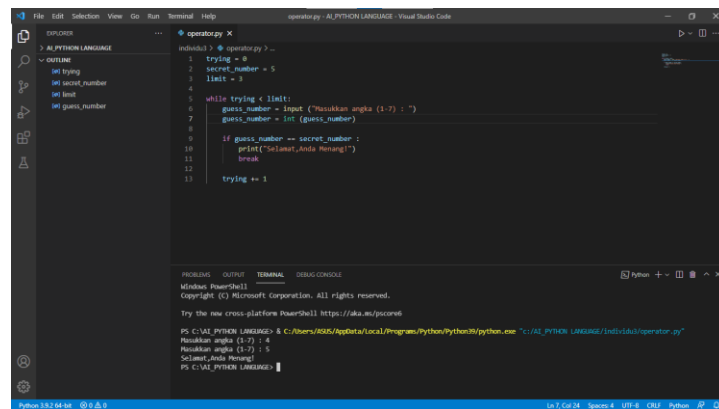 File Edit Selection View Go Run Terminal Help operator.py - AI_PYTHON LANGUAGE - Visual Studio Code
EXPLORER
AI_PYTHON LANGUAGE
OUTLINE
trying
secret_number
limit
guess_number
operator.py
individu3 > operator.py > ...
1 trying = 0
2 secret_number = 5
3 limit = 3
4
5 while trying < limit:
6 guess_number = input ("Masukkan angka (1-7) : ")
7 guess_number = int (guess_number)
8
9 if guess_number == secret_number :
10 print("Selamat,Anda Menang!")
11 break
12
13 trying += 1
PROBLEMS OUTPUT TERMINAL DEBUG CONSOLE Python
Windows PowerShell
Copyright (C) Microsoft Corporation. All rights reserved.
Try the new cross-platform PowerShell https://aka.ms/pscore6
PS C:\AI_PYTHON LANGUAGE> & C:/Users/ASUS/AppData/Local/Programs/Python/Python39/python.exe "c:/AI_PYTHON LANGUAGE/individu3/operator.py"
Masukkan angka (1-7) : 4
Masukkan angka (1-7) : 5
Selamat,Anda Menang!
PS C:\AI_PYTHON LANGUAGE>
Python 3.9.2 64-bit 0 0 Ln 7, Col 24 Spaces: 4 UTF-8 CRLF Python